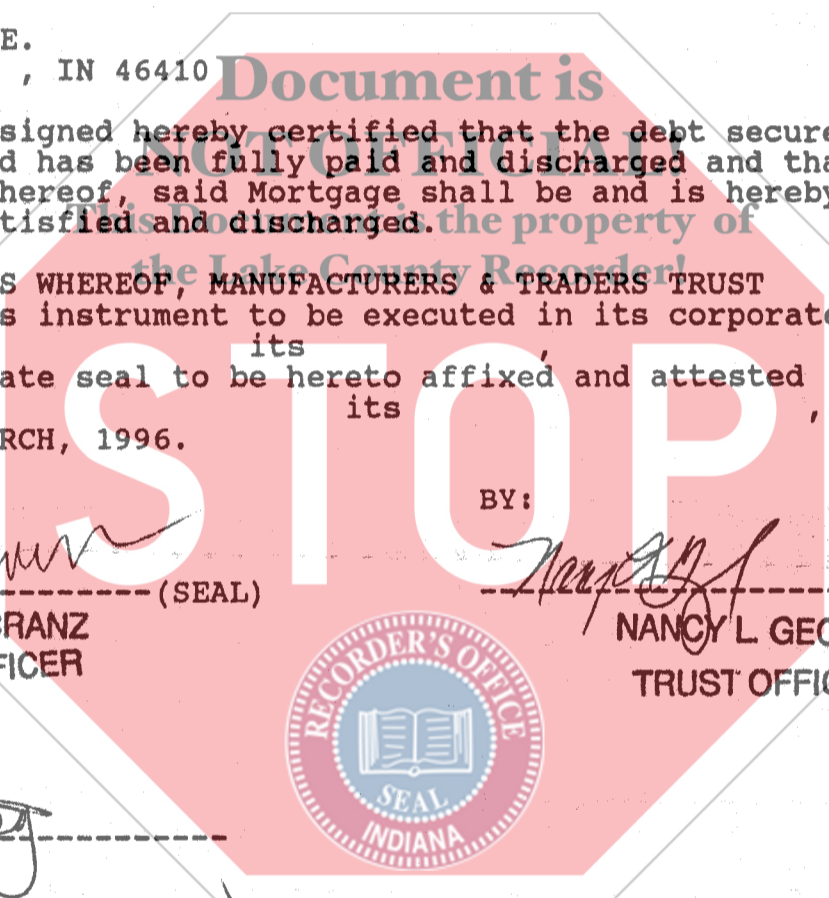 E.
, IN 46410
Document is
signed hereby certified that the debt secure
NOT OFFICIAL!
d has been fully paid and discharged and tha
hereof, said Mortgage shall be and is hereby
This Document is the property of
tisfied and discharged.
the Lake County Recorder!
S WHEREOF, MANUFACTURERS & TRADERS TRUST
s instrument to be executed in its corporate
its ,
ate seal to be hereto affixed and attested
its ,
RCH, 1996.
STOP
BY:
---------(SEAL)
RANZ
FICER
NANCY L GEO
TRUST OFFIC
RECORDER'S OFFICE
SEAL
INDIANA